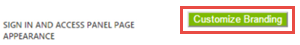 SIGN IN AND ACCESS PANEL PAGE
APPEARANCE
Customize Branding